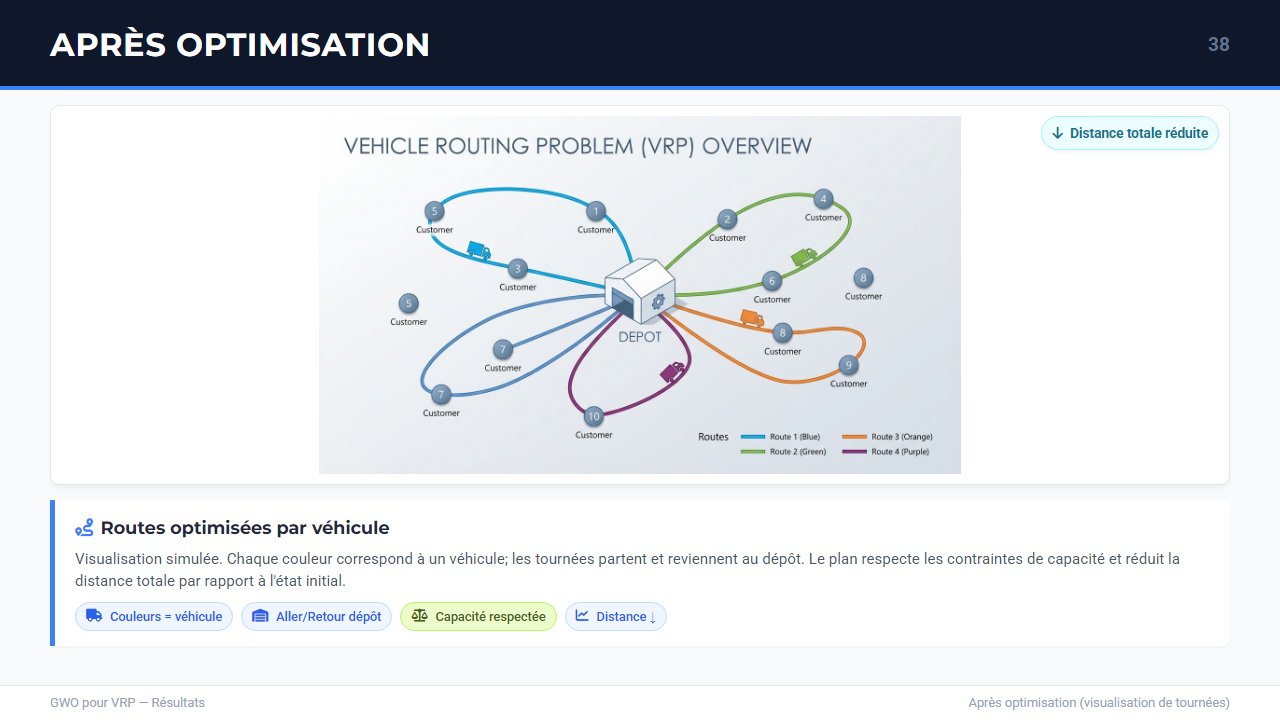 APRÈS OPTIMISATION
38
Distance totale réduite
VEHICLE ROUTING PROBLEM (VRP) OVERVIEW
5
Customer
1
Customer
2
Customer
4
Customer
3
Customer
6
Customer
8
Customer
5
Customer
DEPOT
8
Customer
7
Customer
9
Customer
7
Customer
10
Customer
Routes
Route 1 (Blue)
Route 3 (Orange)
Route 2 (Green)
Route 4 (Purple)
Routes optimisées par véhicule
Visualisation simulée. Chaque couleur correspond à un véhicule; les tournées partent et reviennent au dépôt. Le plan respecte les contraintes de capacité et réduit la
distance totale par rapport à l'état initial.
Couleurs = véhicule
Aller/Retour dépôt
Capacité respectée
Distance ↓
GWO pour VRP — Résultats
Après optimisation (visualisation de tournées)